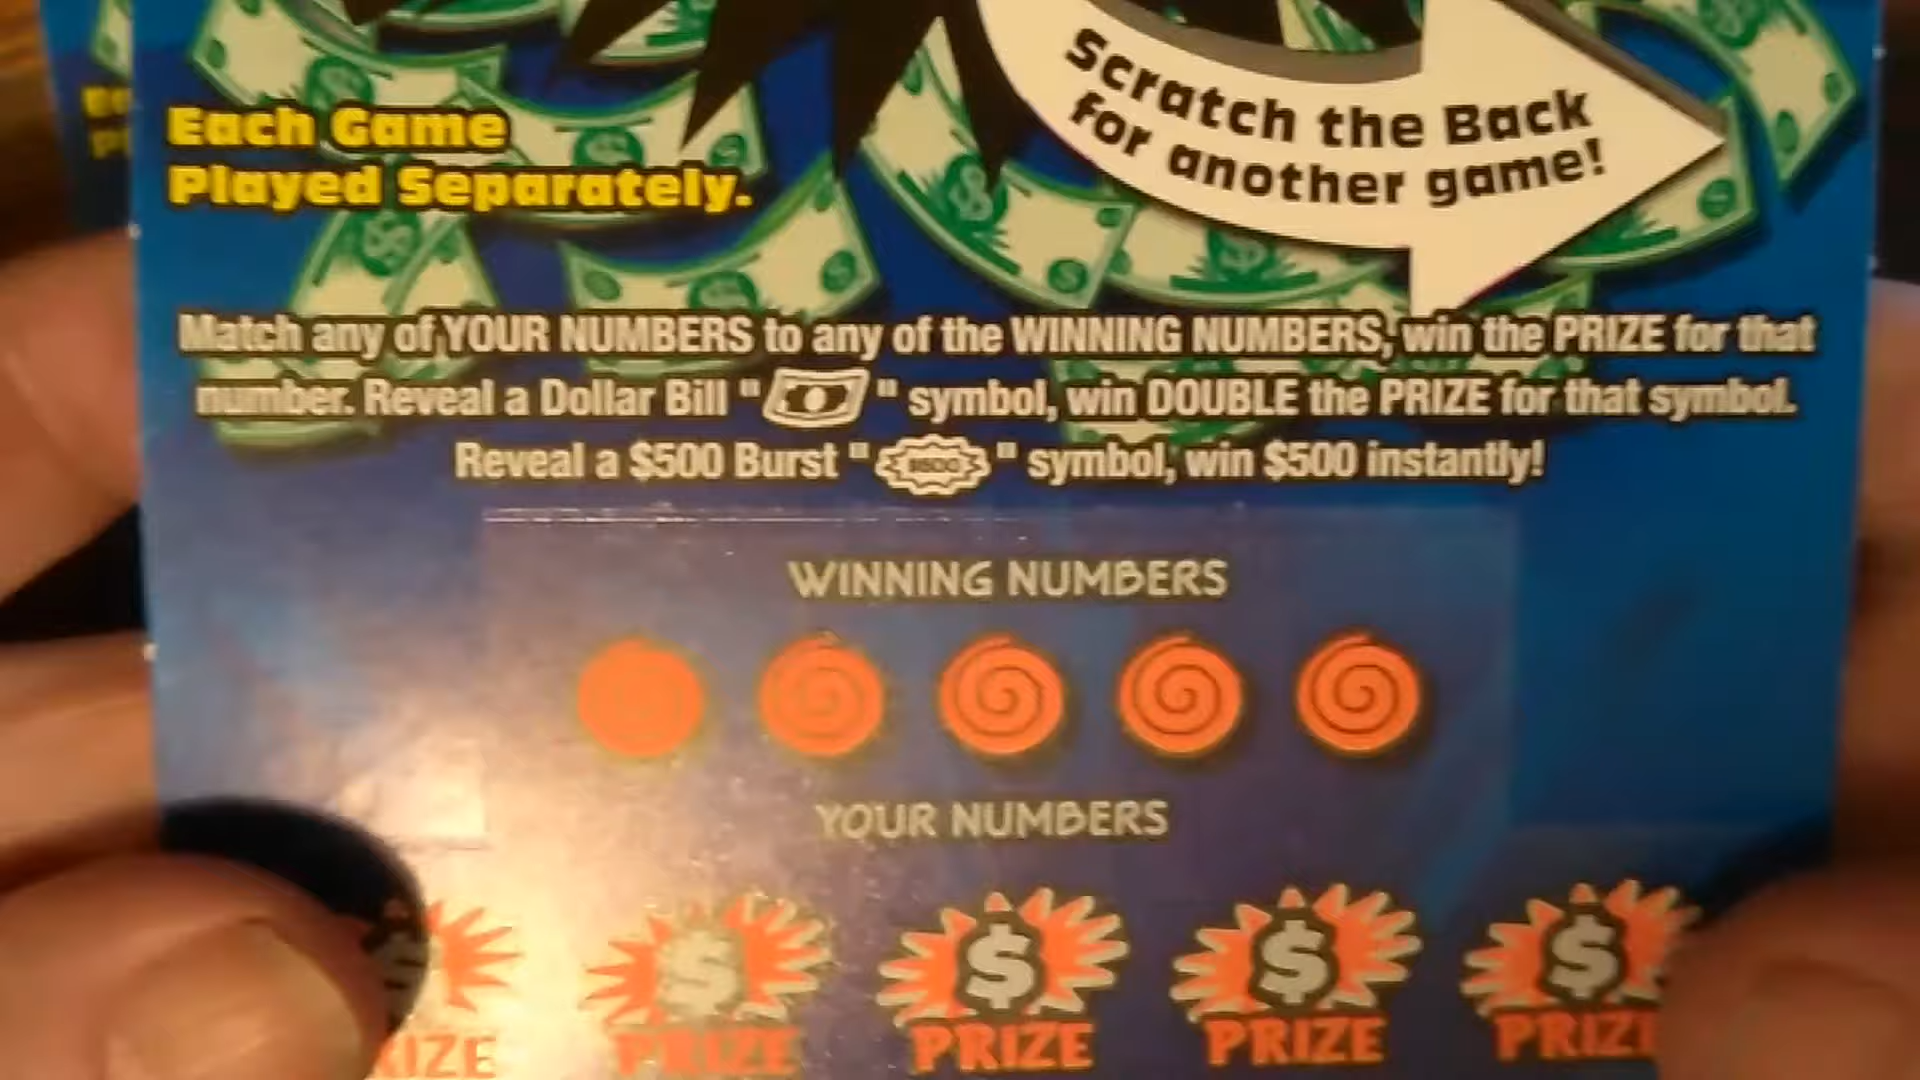 Each Game
Played Separately.
Scratch the Back
for another game!
Match any of YOUR NUMBERS to any of the WINNING NUMBERS, win the PRIZE for that
number. Reveal a Dollar Bill " " symbol, win DOUBLE the PRIZE for that symbol.
Reveal a $500 Burst "$500" symbol, win $500 instantly!
WINNING NUMBERS
YOUR NUMBERS
$ $ $ $ $
PRIZE PRIZE PRIZE PRIZE